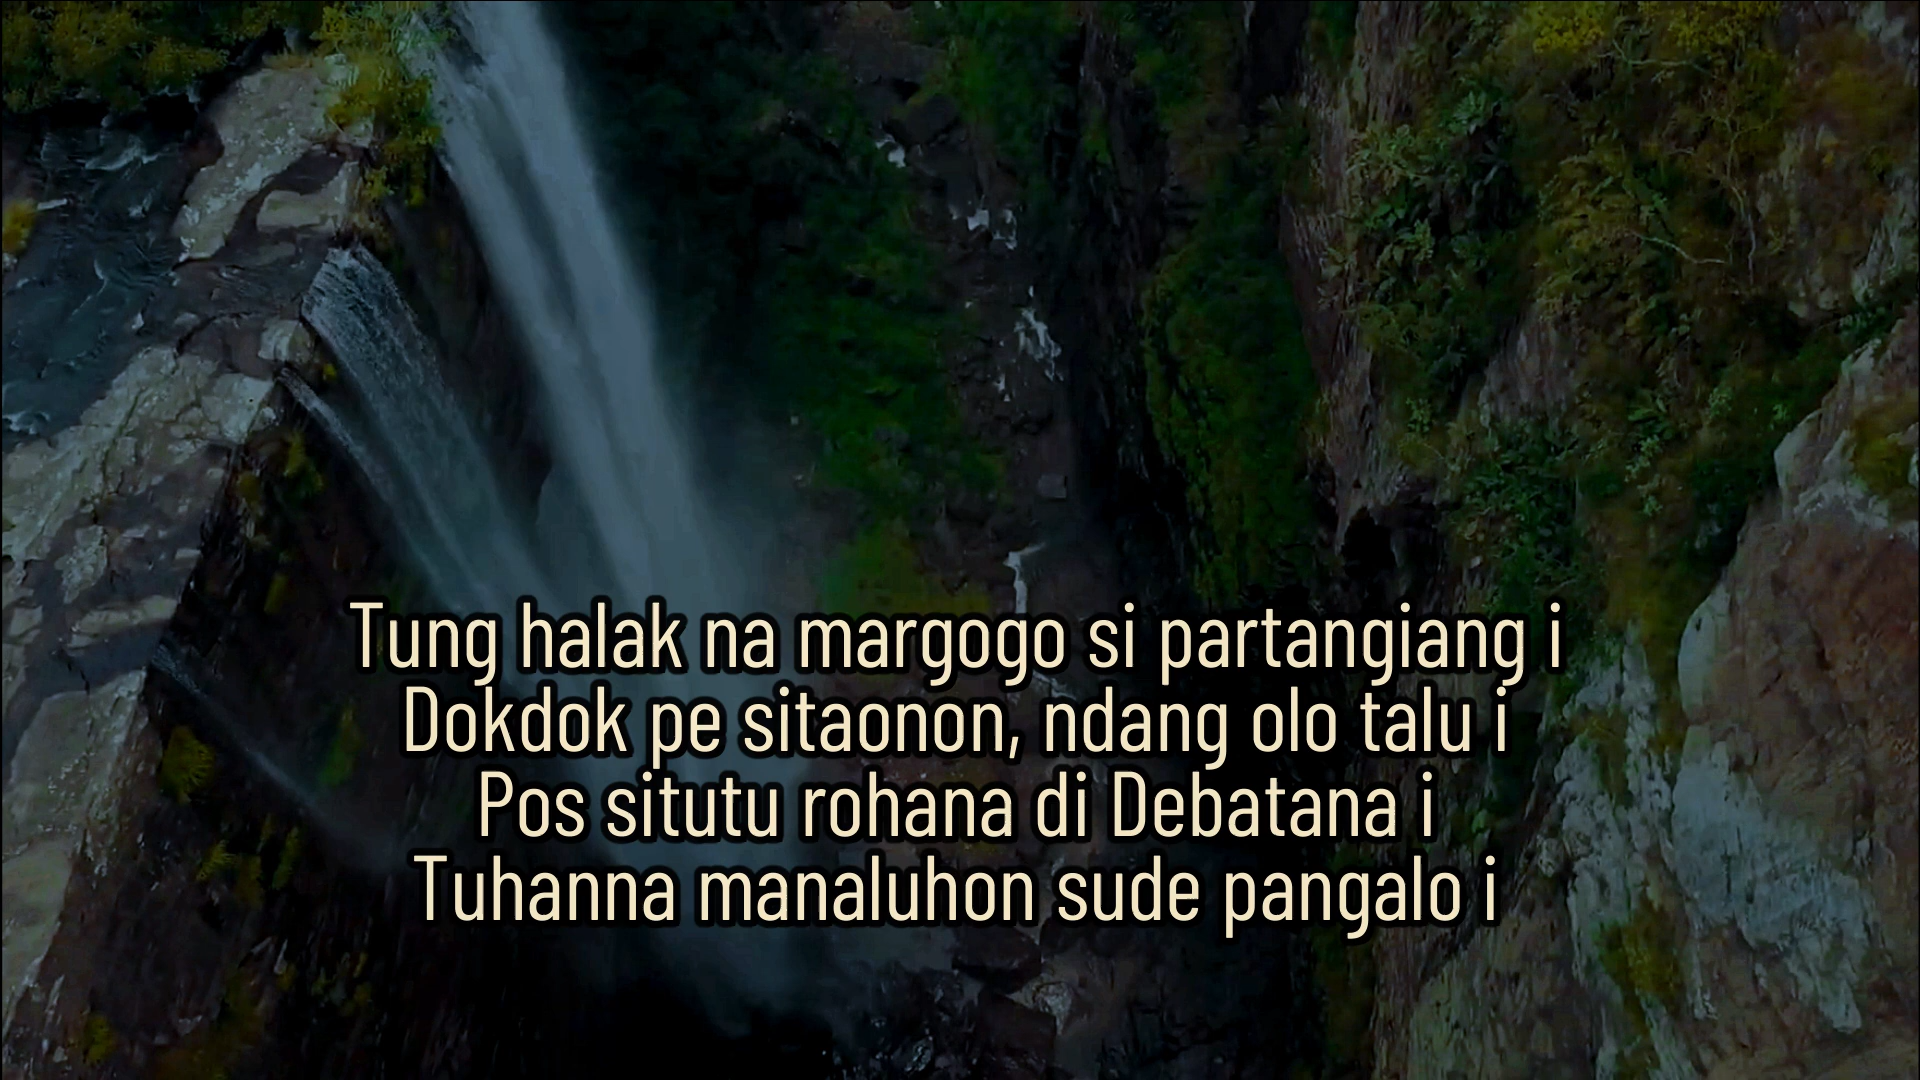 Tung halak na margogo si partangiang i
Dokdok pe sitaonon, ndang olo talu i
Pos situtu rohana di Debatana i
Tuhanna manaluhon sude pangalo i